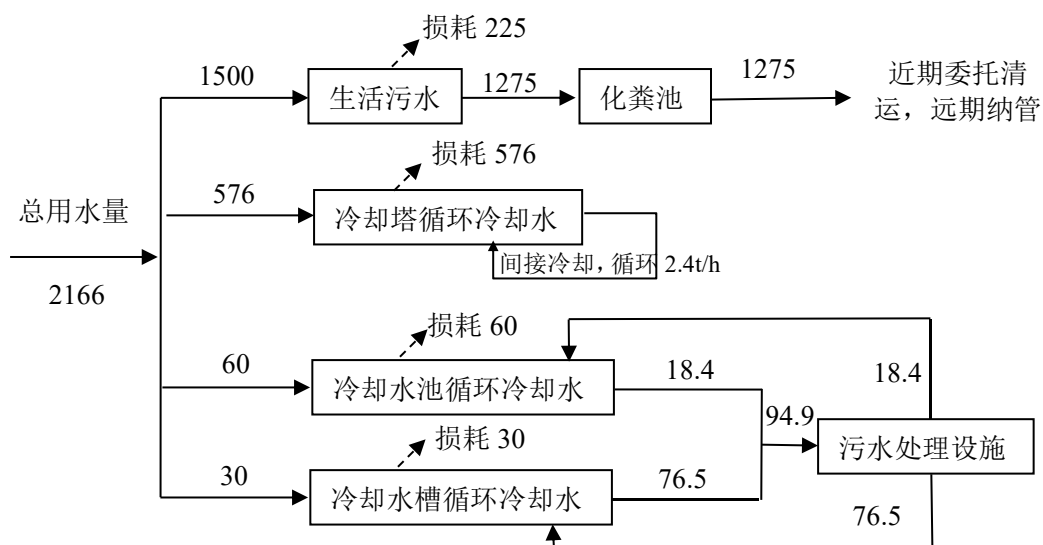 损耗 225
1500
生活污水
1275
化粪池
1275
近期委托清
运，远期纳管
损耗 576
576
冷却塔循环冷却水
总用水量
间接冷却，循环 2.4t/h
2166
损耗 60
60
冷却水池循环冷却水
18.4
18.4
94.9
污水处理设施
损耗 30
30
冷却水槽循环冷却水
76.5
76.5